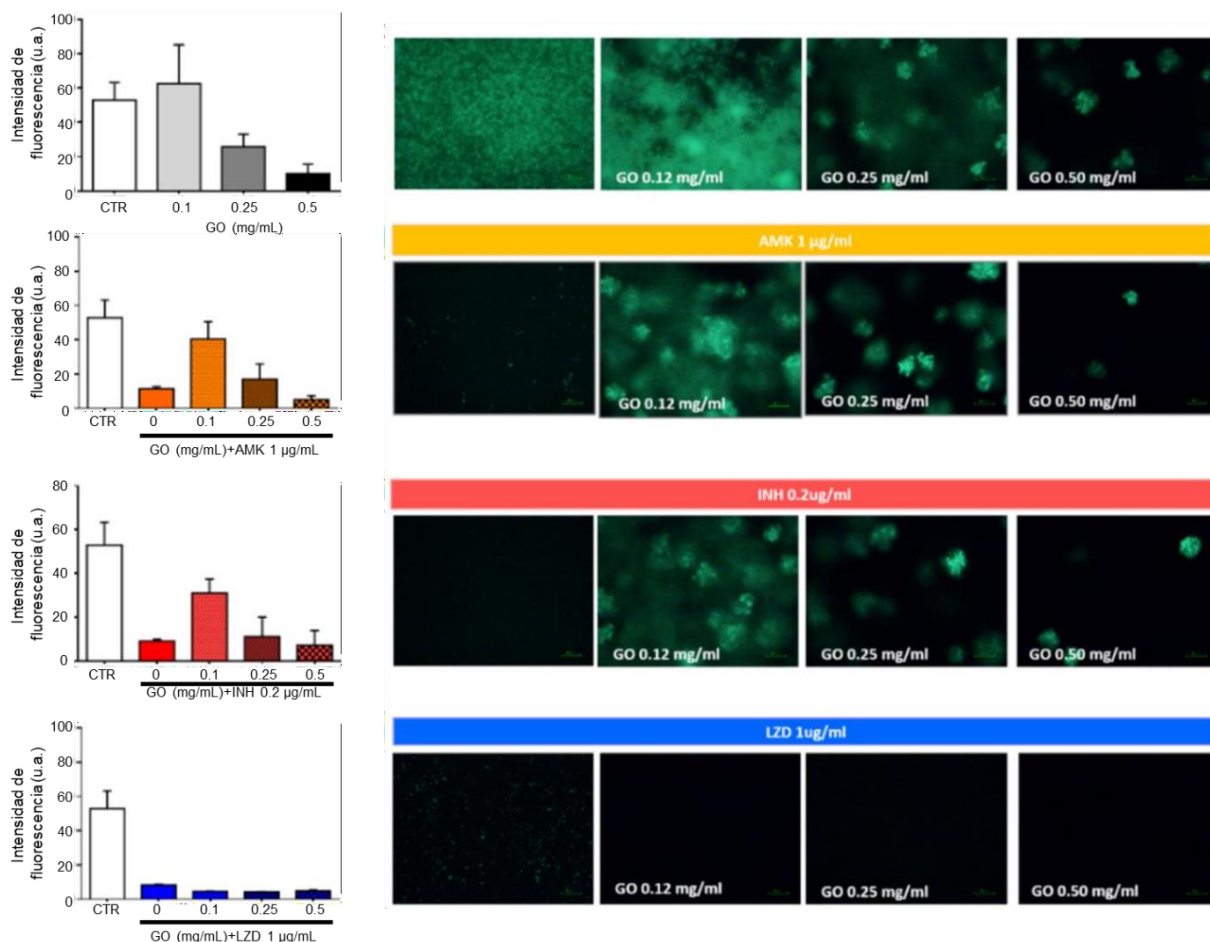 Intensidad de
fluorescencia (u.a.)
100
80
60
40
20
0
CTR 0.1 0.25 0.5
GO (mg/mL)
GO 0.12 mg/ml
GO 0.25 mg/ml
GO 0.50 mg/ml
AMK 1 µg/ml
Intensidad de
fluorescencia (u.a.)
100
80
60
40
20
0
CTR 0 0.1 0.25 0.5
GO (mg/mL)+AMK 1 µg/mL
GO 0.12 mg/ml
GO 0.25 mg/ml
GO 0.50 mg/ml
INH 0.2ug/ml
Intensidad de
fluorescencia (u.a.)
80
60
40
20
0
CTR 0 0.1 0.25 0.5
GO (mg/mL)+INH 0.2 µg/mL
GO 0.12 mg/ml
GO 0.25 mg/ml
GO 0.50 mg/ml
LZD 1ug/ml
Intensidad de
fluorescencia (u.a.)
100
80
60
40
20
0
CTR 0 0.1 0.25 0.5
GO (mg/mL)+LZD 1 µg/mL
GO 0.12 mg/ml
GO 0.25 mg/ml
GO 0.50 mg/ml